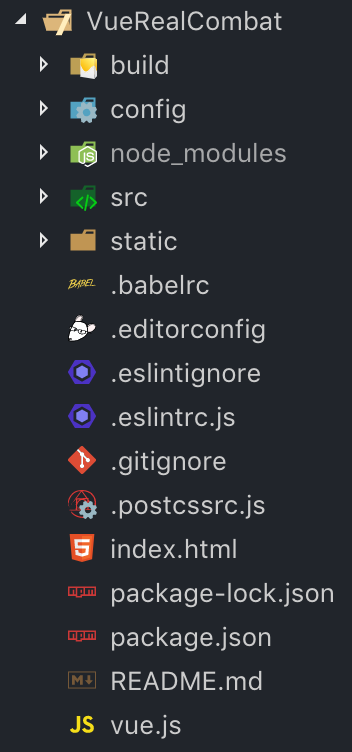 VueRealCombat
build
config
node_modules
src
static
.babelrc
.editorconfig
.eslintignore
.eslintrc.js
.gitignore
.postcssrc.js
index.html
package-lock.json
package.json
README.md
JS vue.js